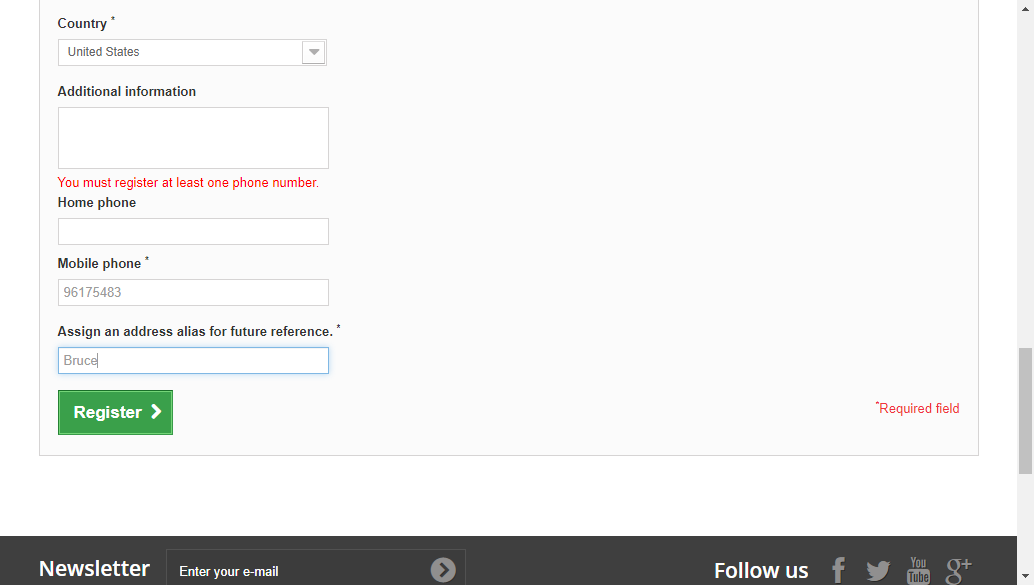 Country *
United States
Additional information
You must register at least one phone number.
Home phone
Mobile phone *
96175483
Assign an address alias for future reference. *
Bruce
Register
*Required field
Newsletter
Enter your e-mail
Follow us
f
You
Tube
g+